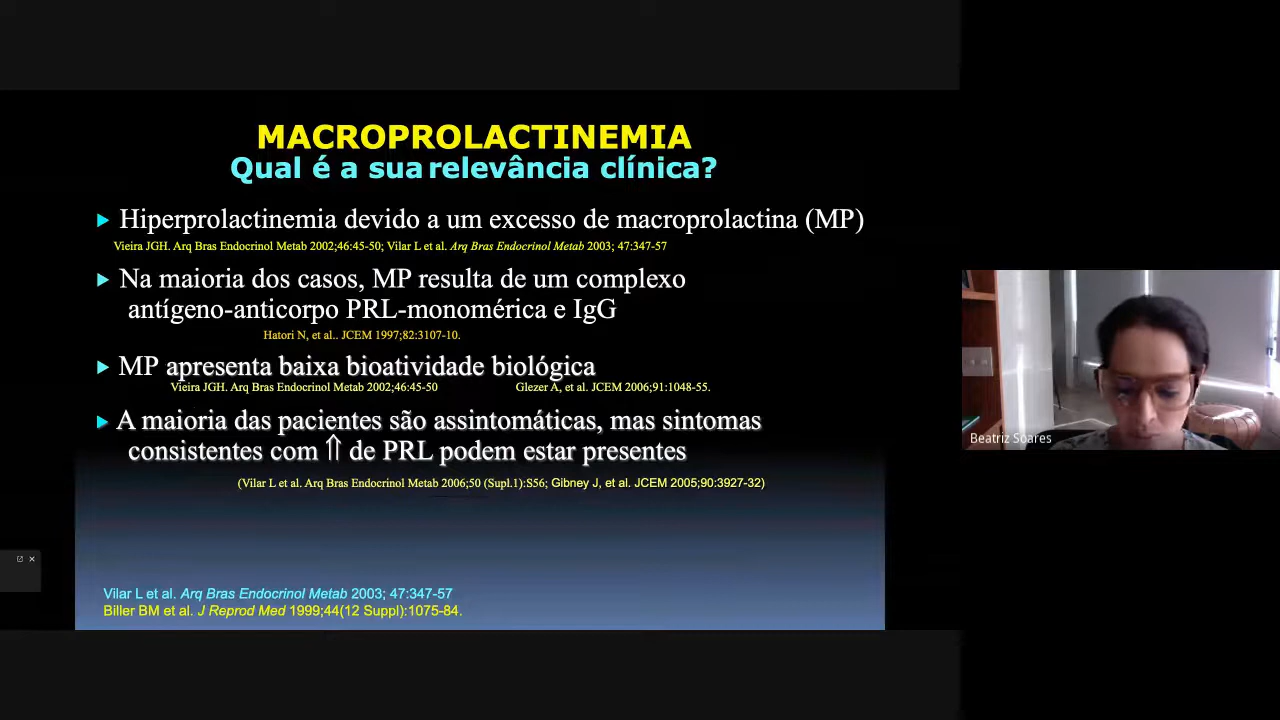 MACROPROLACTINEMIA
Qual é a sua relevância clínica?
Hiperprolactinemia devido a um excesso de macroprolactina (MP)
Vieira JGH. Arq Bras Endocrinol Metab 2002;46:45-50; Vilar L et al. Arq Bras Endocrinol Metab 2003; 47:347-57
Na maioria dos casos, MP resulta de um complexo
antígeno-anticorpo PRL-monomérica e IgG
Hatori N, et al.. JCEM 1997;82:3107-10.
MP apresenta baixa bioatividade biológica
Vieira JGH. Arq Bras Endocrinol Metab 2002;46:45-50 Glezer A, et al. JCEM 2006;91:1048-55.
A maioria das pacientes são assintomáticas, mas sintomas
consistentes com ⇑ de PRL podem estar presentes
(Vilar L et al. Arq Bras Endocrinol Metab 2006;50 (Supl.1):S56; Gibney J, et al. JCEM 2005;90:3927-32)
Vilar L et al. Arq Bras Endocrinol Metab 2003; 47:347-57
Biller BM et al. J Reprod Med 1999;44(12 Suppl):1075-84.
Beatriz Soares